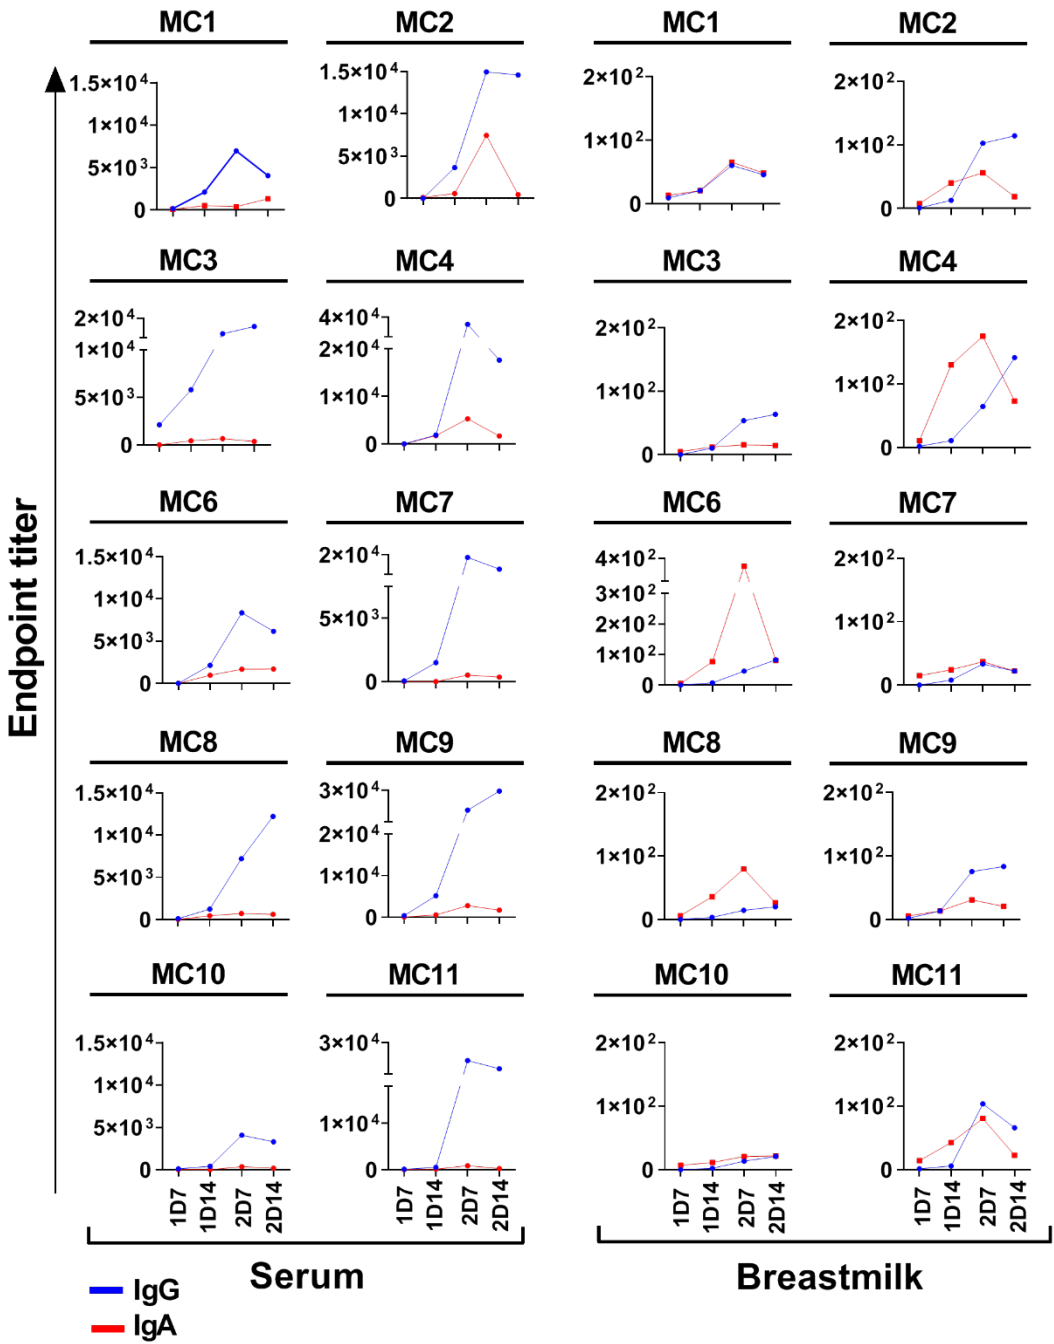 MC1 MC2 MC1 MC2
1.5×10⁴ 1.5×10⁴ 2×10² 2×10²
1×10⁴ 1×10⁴ 1×10² 1×10²
5×10³ 5×10³ 0 0
0 0
MC3 MC4 MC3 MC4
2×10⁴ 4×10⁴ 2×10² 2×10²
1×10⁴ 2×10⁴ 1×10² 1×10²
5×10³ 1×10⁴ 0 0
0 0
MC6 MC7 MC6 MC7
1.5×10⁴ 2×10⁴ 4×10² 2×10²
1×10⁴ 5×10³ 3×10² 1×10²
5×10³ 0 2×10² 0
0 1×10²
0
MC8 MC9 MC8 MC9
1.5×10⁴ 3×10⁴ 2×10² 2×10²
1×10⁴ 2×10⁴ 1×10² 1×10²
5×10³ 1×10⁴ 0 0
0 0
MC10 MC11 MC10 MC11
1.5×10⁴ 3×10⁴ 2×10² 2×10²
1×10⁴ 1×10⁴ 1×10² 1×10²
5×10³ 0 0 0
0
1D7 1D14 2D7 2D14 1D7 1D14 2D7 2D14 1D7 1D14 2D7 2D14 1D7 1D14 2D7 2D14
Endpoint titer
Serum Breastmilk
IgG
IgA